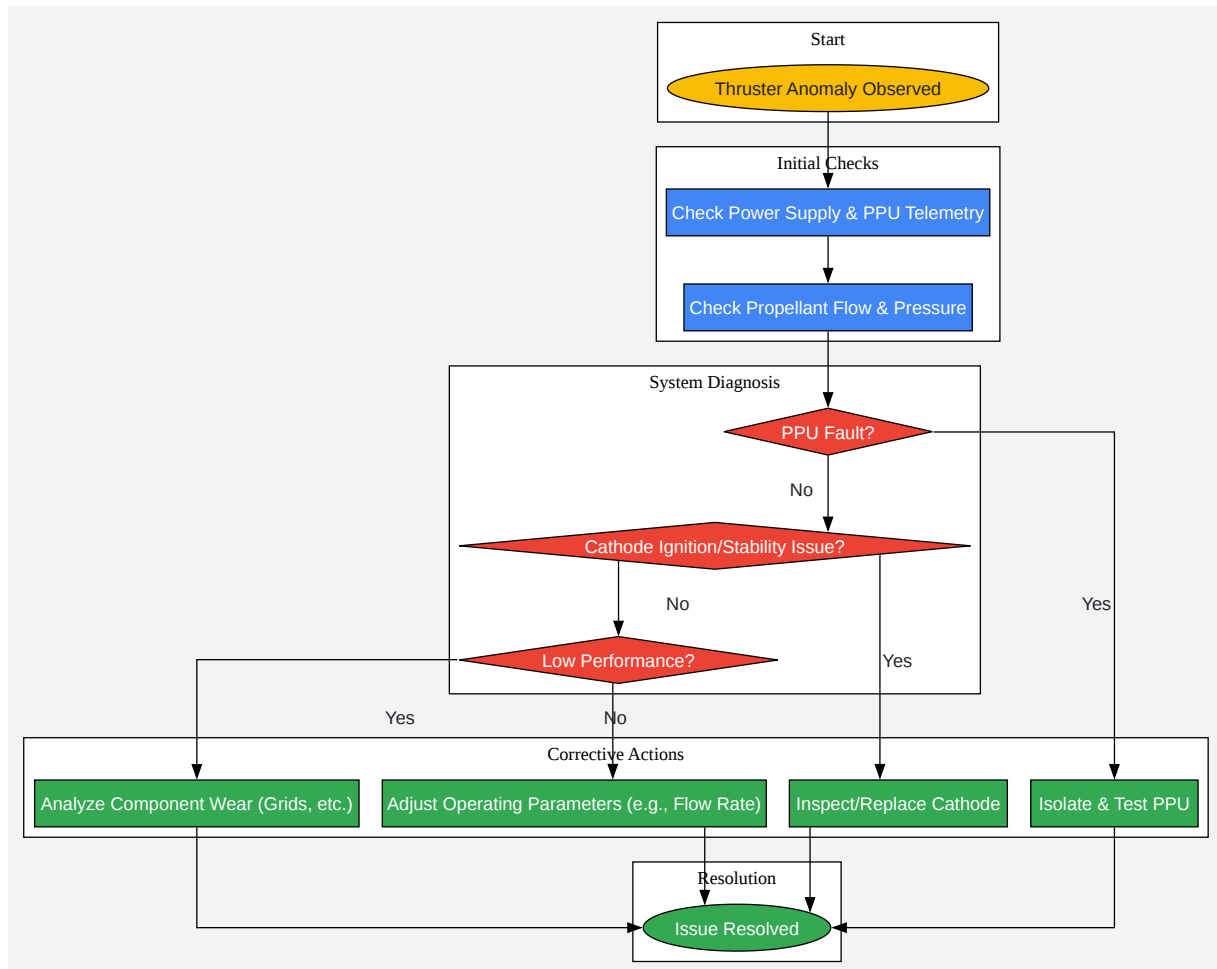 Start
Thruster Anomaly Observed
Initial Checks
Check Power Supply & PPU Telemetry
Check Propellant Flow & Pressure
System Diagnosis
PPU Fault?
No
Cathode Ignition/Stability Issue?
No
Yes
Low Performance?
Yes
Yes
No
Corrective Actions
Analyze Component Wear (Grids, etc.)
Adjust Operating Parameters (e.g., Flow Rate)
Inspect/Replace Cathode
Isolate & Test PPU
Resolution
Issue Resolved